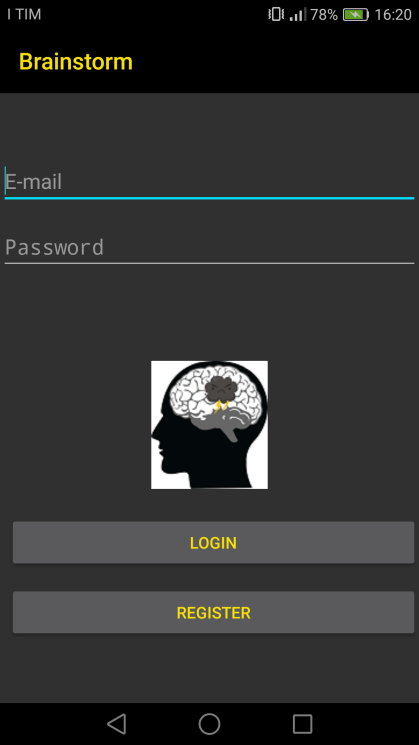 I TIM 78% 16:20
Brainstorm
E-mail
Password
LOGIN
REGISTER